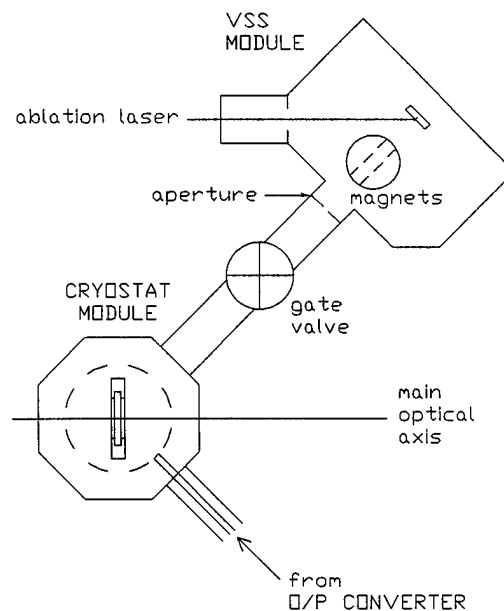 VSS
MODULE
ablation laser
aperture
magnets
CRYOSTAT
MODULE
gate
valve
main
optical
axis
from
O/P CONVERTER